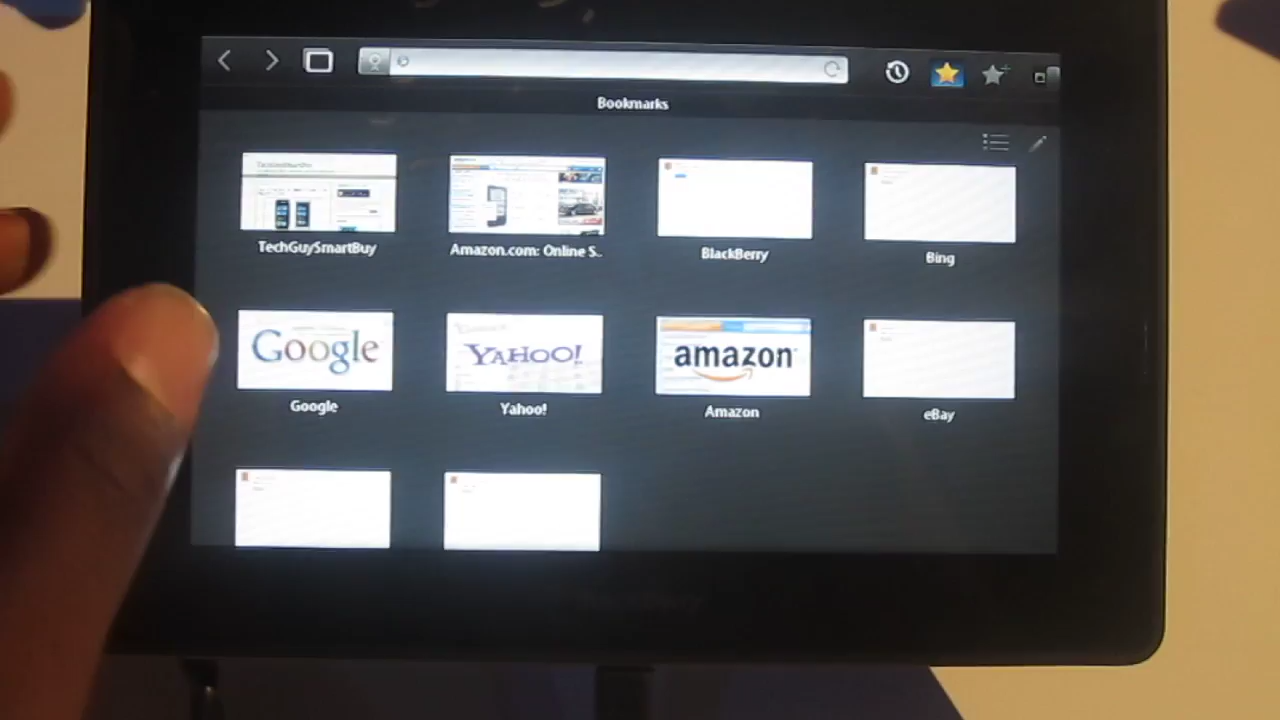 Bookmarks
TechGuySmartBuy
Amazon.com: Online S..
BlackBerry
Bing
Google
YAHOO!
amazon
Google
Yahoo!
Amazon
eBay